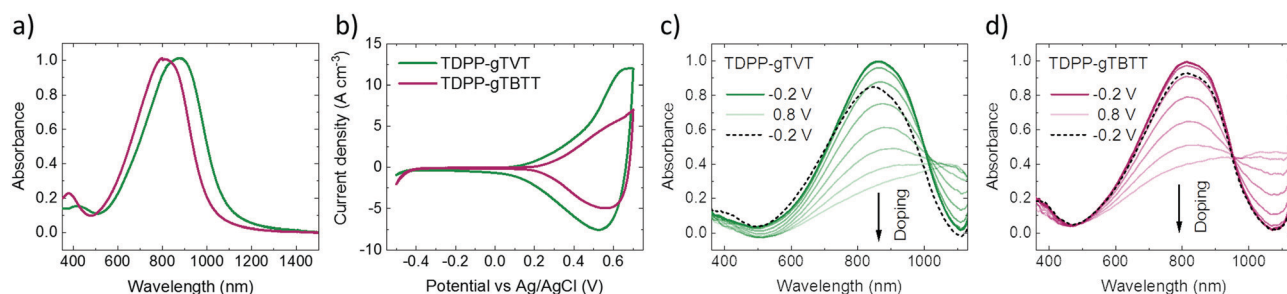 a)
Absorbance
1.0
0.8
0.6
0.4
0.2
0.0
400 600 800 1000 1200 1400
Wavelength (nm)
b)
Current density (A cm⁻³)
15
10
5
0
-5
-10
TDPP-gTVT
TDPP-gTBTT
-0.6 -0.4 -0.2 0.0 0.2 0.4 0.6 0.8
Potential vs Ag/AgCl (V)
c)
Absorbance
1.0
0.8
0.6
0.4
0.2
0.0
TDPP-gTVT
-0.2 V
0.8 V
-0.2 V
Doping
400 600 800 1000
Wavelength (nm)
d)
Absorbance
1.0
0.8
0.6
0.4
0.2
0.0
TDPP-gTBTT
-0.2 V
0.8 V
-0.2 V
Doping
400 600 800 1000
Wavelength (nm)